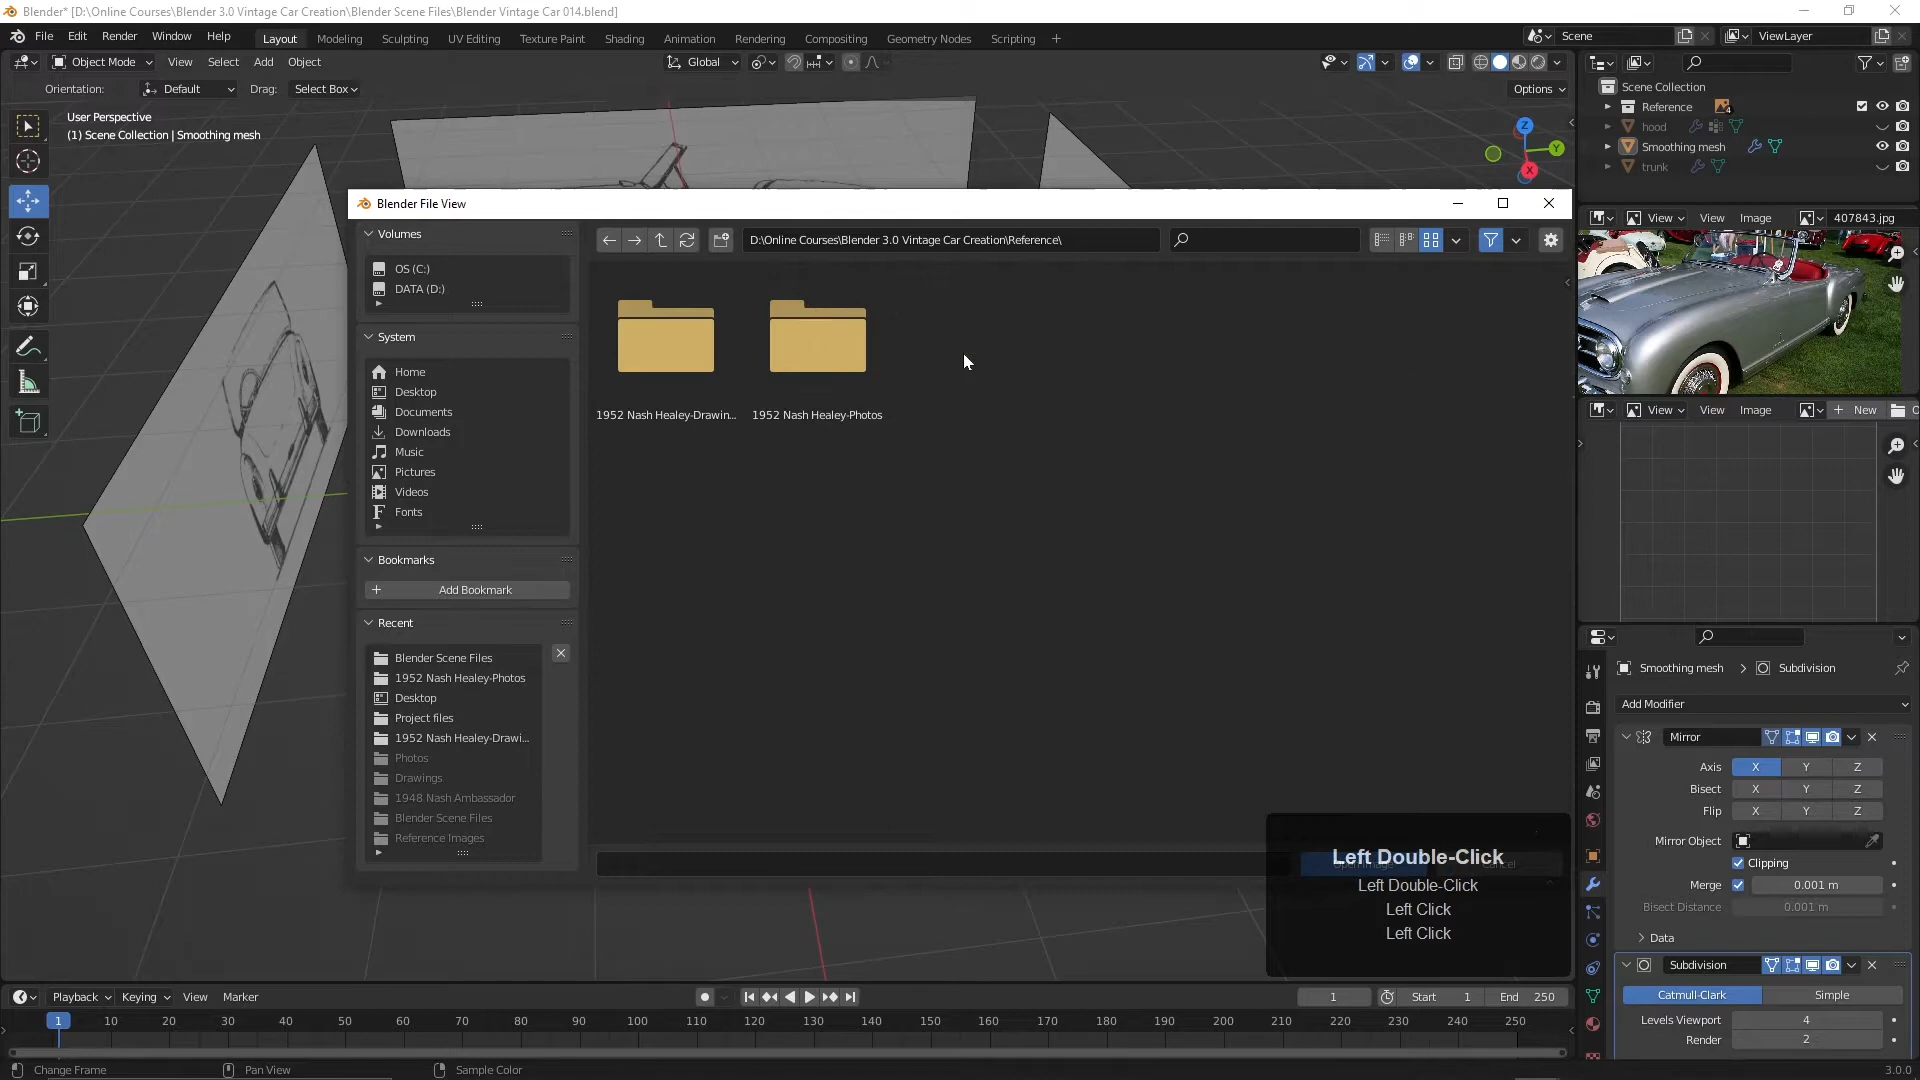 Blender* [D:\Online Courses\Blender 3.0 Vintage Car Creation\Blender Scene Files\Blender Vintage Car 014.blend]
File Edit Render Window Help Layout Modeling Sculpting UV Editing Texture Paint Shading Animation Rendering Compositing Geometry Nodes Scripting + Scene ViewLayer
Object Mode View Select Add Object Global
Orientation: Default Drag: Select Box Options
User Perspective
(1) Scene Collection | Smoothing mesh
Z
Y
X
Scene Collection
Reference 4
hood
Smoothing mesh
trunk
View View Image 407843.jpg
View View Image + New
Blender File View
Volumes
OS (C:)
DATA (D:)
System
Home
Desktop
Documents
Downloads
Music
Pictures
Videos
Fonts
Bookmarks
+ Add Bookmark
Recent
Blender Scene Files
1952 Nash Healey-Photos
Desktop
Project files
1952 Nash Healey-Drawi...
Photos
Drawings
1948 Nash Ambassador
Blender Scene Files
Reference Images
D:\Online Courses\Blender 3.0 Vintage Car Creation\Reference\
1952 Nash Healey-Drawin... 1952 Nash Healey-Photos
Left Double-Click
Left Double-Click
Left Click
Left Click
Smoothing mesh > Subdivision
Add Modifier
Mirror
Axis X Y Z
Bisect X Y Z
Flip X Y Z
Mirror Object
Clipping
Merge 0.001 m
Bisect Distance 0.001 m
Data
Subdivision
Catmull-Clark Simple
Levels Viewport 4
Render 2
Playback Keying View Marker 1 Start 1 End 250
1 10 20 30 40 50 60 70 80 90 100 110 120 130 140 150 160 170 180 190 200 210 220 230 240 250
Change Frame Pan View Sample Color 3.0.0